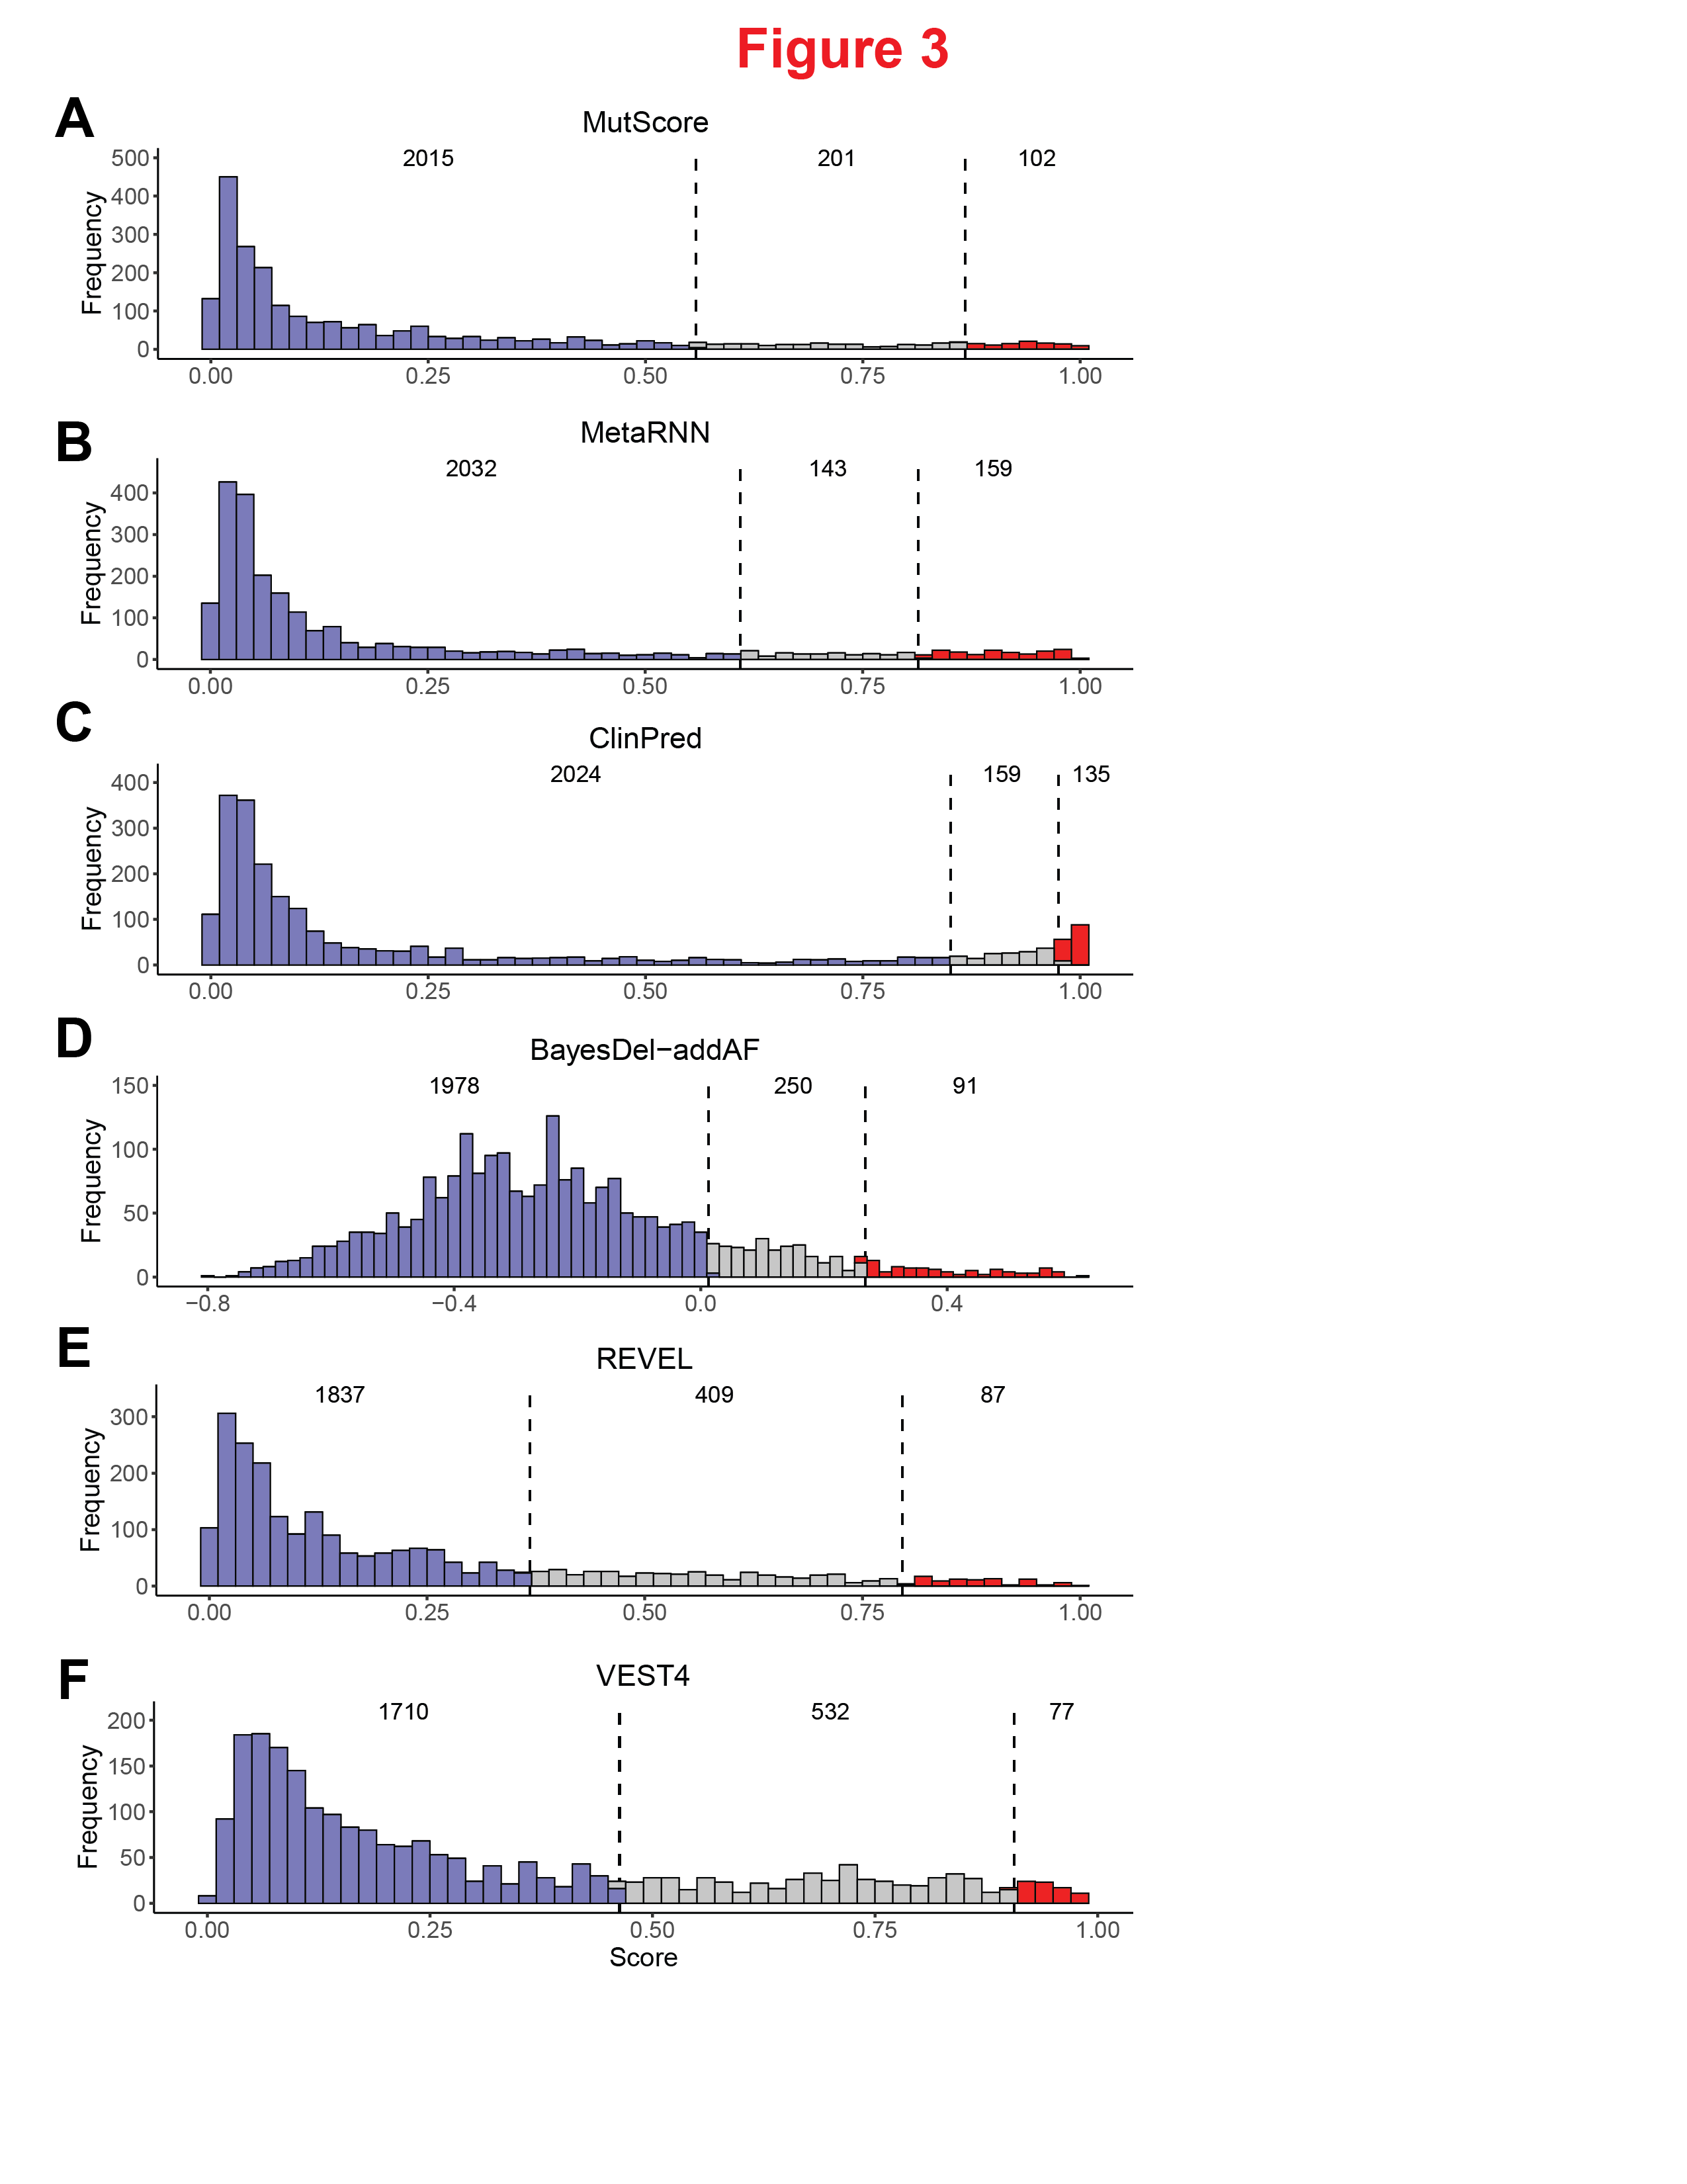 Figure 3
A
MutScore
2015 201 102
500
400
300
200
100
0
Frequency
0.00 0.25 0.50 0.75 1.00
B
MetaRNN
2032 143 159
400
300
200
100
0
Frequency
0.00 0.25 0.50 0.75 1.00
C
ClinPred
2024 159 135
400
300
200
100
0
Frequency
0.00 0.25 0.50 0.75 1.00
D
BayesDel−addAF
1978 250 91
150
100
50
0
Frequency
−0.8 −0.4 0.0 0.4
E
REVEL
1837 409 87
300
200
100
0
Frequency
0.00 0.25 0.50 0.75 1.00
F
VEST4
1710 532 77
200
150
100
50
0
Frequency
0.00 0.25 0.50 0.75 1.00
Score